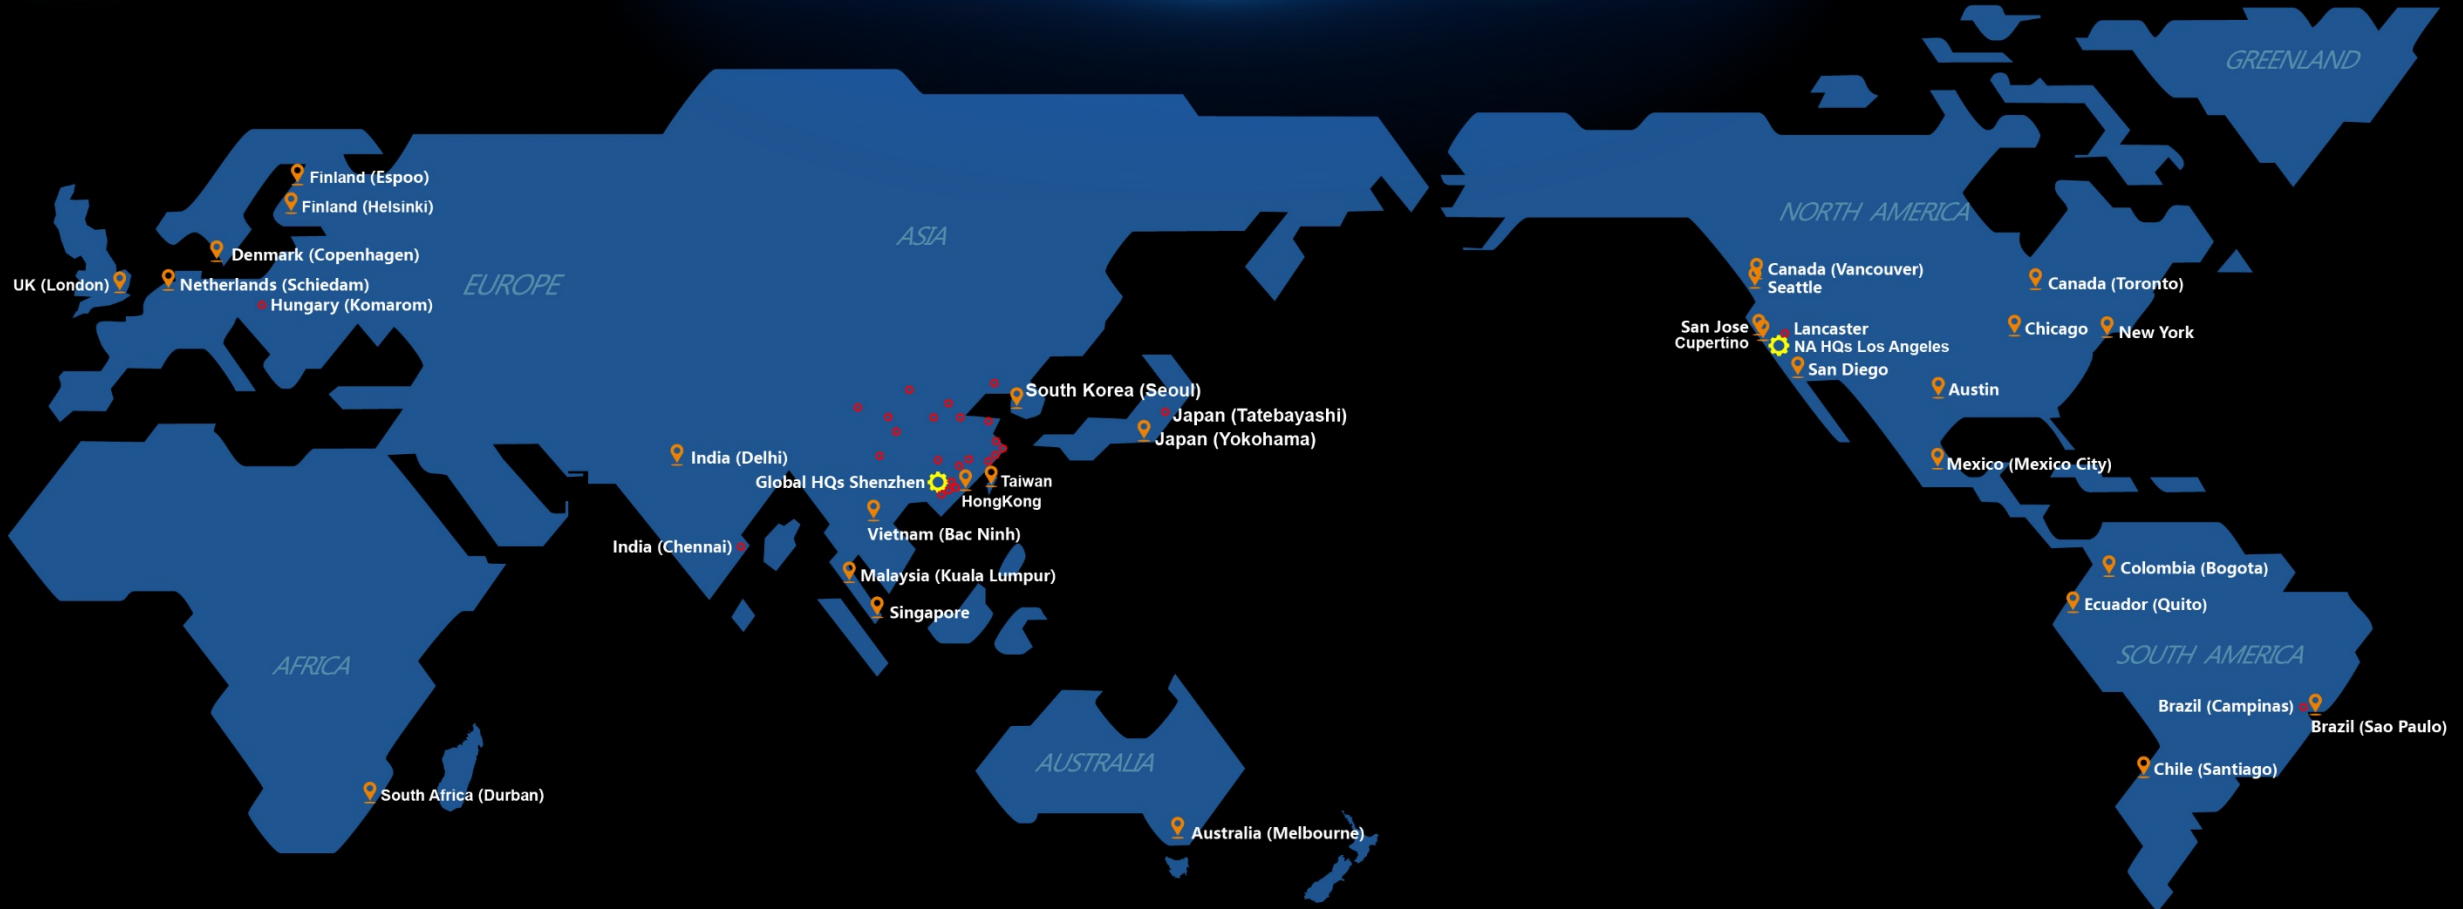 GREENLAND
Finland (Espoo)
Finland (Helsinki)
NORTH AMERICA
ASIA
Denmark (Copenhagen)
Canada (Vancouver)
Seattle
UK (London)
Netherlands (Schiedam)
EUROPE
Canada (Toronto)
Hungary (Komarom)
San Jose
Cupertino
Lancaster
NA HQs Los Angeles
Chicago
New York
San Diego
South Korea (Seoul)
Austin
Japan (Tatebayashi)
Japan (Yokohama)
India (Delhi)
Mexico (Mexico City)
Global HQs Shenzhen
Taiwan
HongKong
Vietnam (Bac Ninh)
India (Chennai)
Colombia (Bogota)
Malaysia (Kuala Lumpur)
Ecuador (Quito)
Singapore
SOUTH AMERICA
AFRICA
Brazil (Campinas)
Brazil (Sao Paulo)
AUSTRALIA
Chile (Santiago)
South Africa (Durban)
Australia (Melbourne)